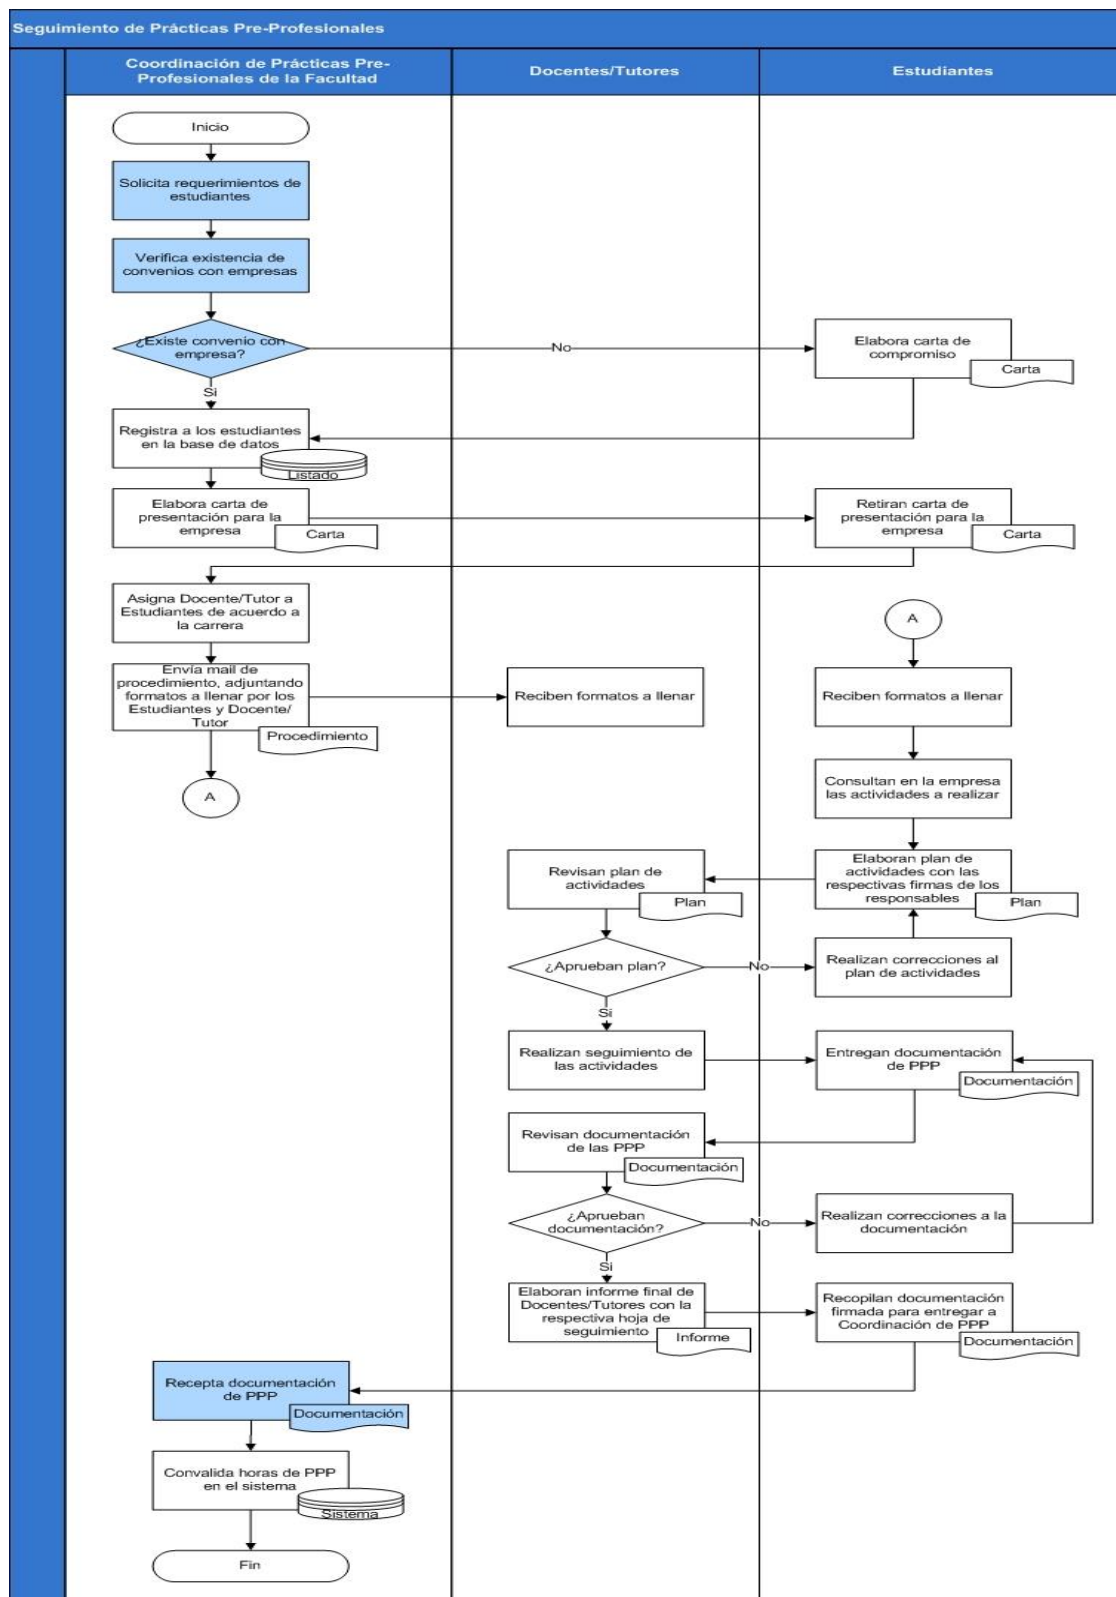 Seguimiento de Prácticas Pre-Profesionales
Coordinación de Prácticas Pre-
Profesionales de la Facultad
Docentes/Tutores
Estudiantes
Inicio
Solicita requerimientos de
estudiantes
Verifica existencia de
convenios con empresas
¿Existe convenio con
empresa?
No
Elabora carta de
compromiso
Carta
Si
Registra a los estudiantes
en la base de datos
Listado
Elabora carta de
presentación para la
empresa
Carta
Retiran carta de
presentación para la
empresa
Carta
Asigna Docente/Tutor a
Estudiantes de acuerdo a
la carrera
A
Envía mail de
procedimiento, adjuntando
formatos a llenar por los
Estudiantes y Docente/
Tutor
Procedimiento
Reciben formatos a llenar
Reciben formatos a llenar
A
Consultan en la empresa
las actividades a realizar
Revisan plan de
actividades
Plan
Elaboran plan de
actividades con las
respectivas firmas de los
responsables
Plan
¿Aprueban plan?
No
Realizan correcciones al
plan de actividades
Si
Realizan seguimiento de
las actividades
Entregan documentación
de PPP
Documentación
Revisan documentación
de las PPP
Documentación
¿Aprueban
documentación?
No
Realizan correcciones a la
documentación
Si
Elaboran informe final de
Docentes/Tutores con la
respectiva hoja de
seguimiento
Informe
Recopilan documentación
firmada para entregar a
Coordinación de PPP
Documentación
Recepta documentación
de PPP
Documentación
Convalida horas de PPP
en el sistema
Sistema
Fin